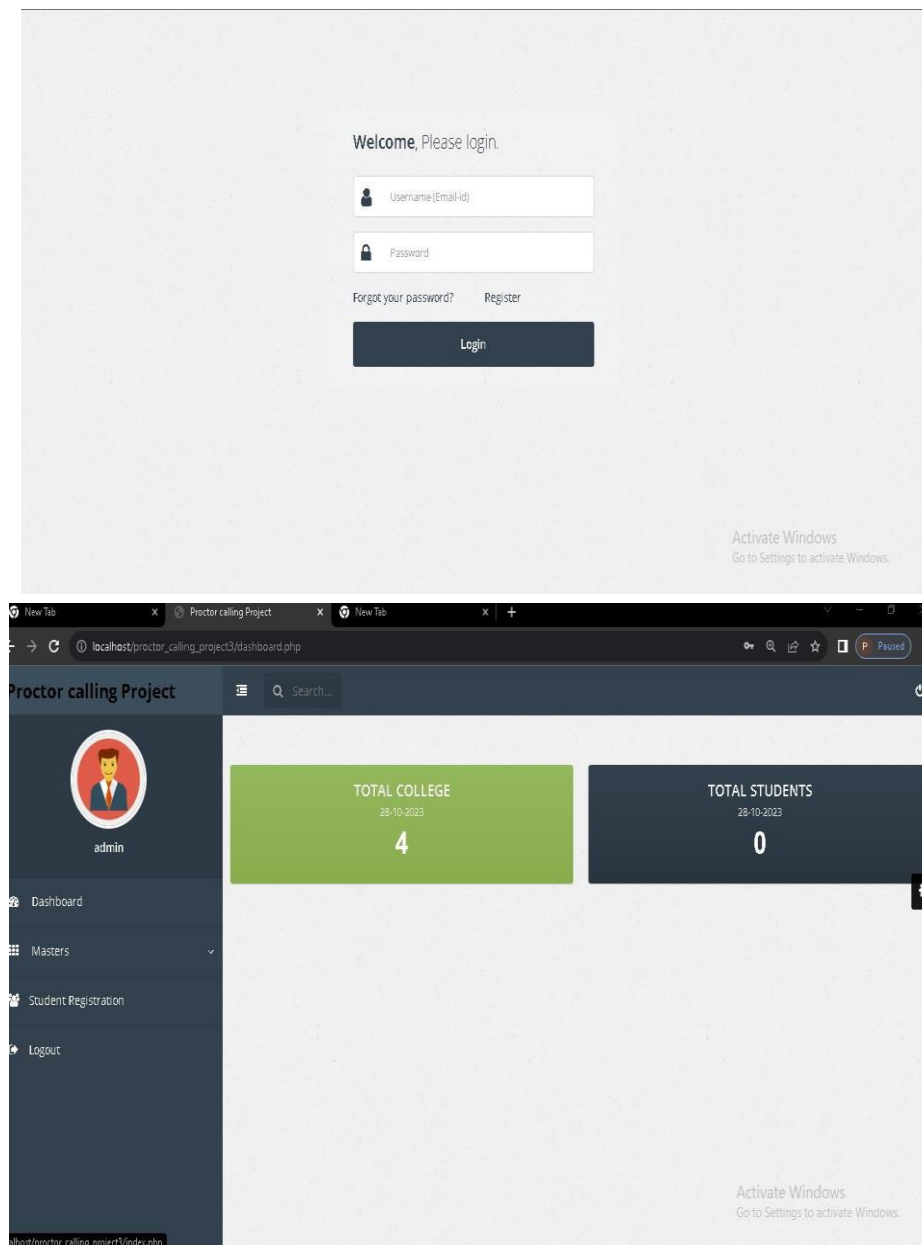 Welcome, Please login.
Username (Email-id)
Password
Forgot your password? Register
Login
Activate Windows
Go to Settings to activate Windows.
New Tab x Proctor calling Project x New Tab x +
localhost/proctor_calling_project3/dashboard.php P Paused
Proctor calling Project Search...
TOTAL COLLEGE
28-10-2023
4
TOTAL STUDENTS
28-10-2023
0
admin
Dashboard
Masters
Student Registration
Logout
Activate Windows
Go to Settings to activate Windows.
alhost/proctor_calling_project3/index.php